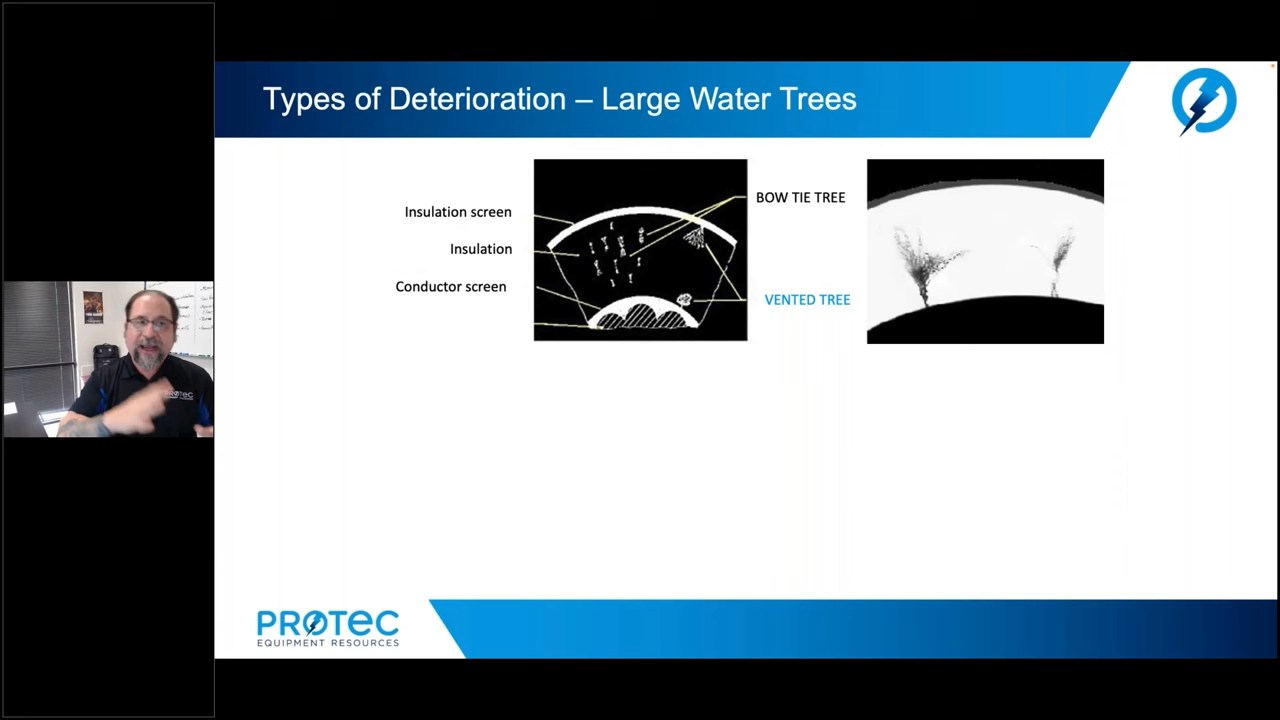 Types of Deterioration – Large Water Trees
Insulation screen
Insulation
Conductor screen
BOW TIE TREE
VENTED TREE
PROTEC
EQUIPMENT RESOURCES
PROTEC